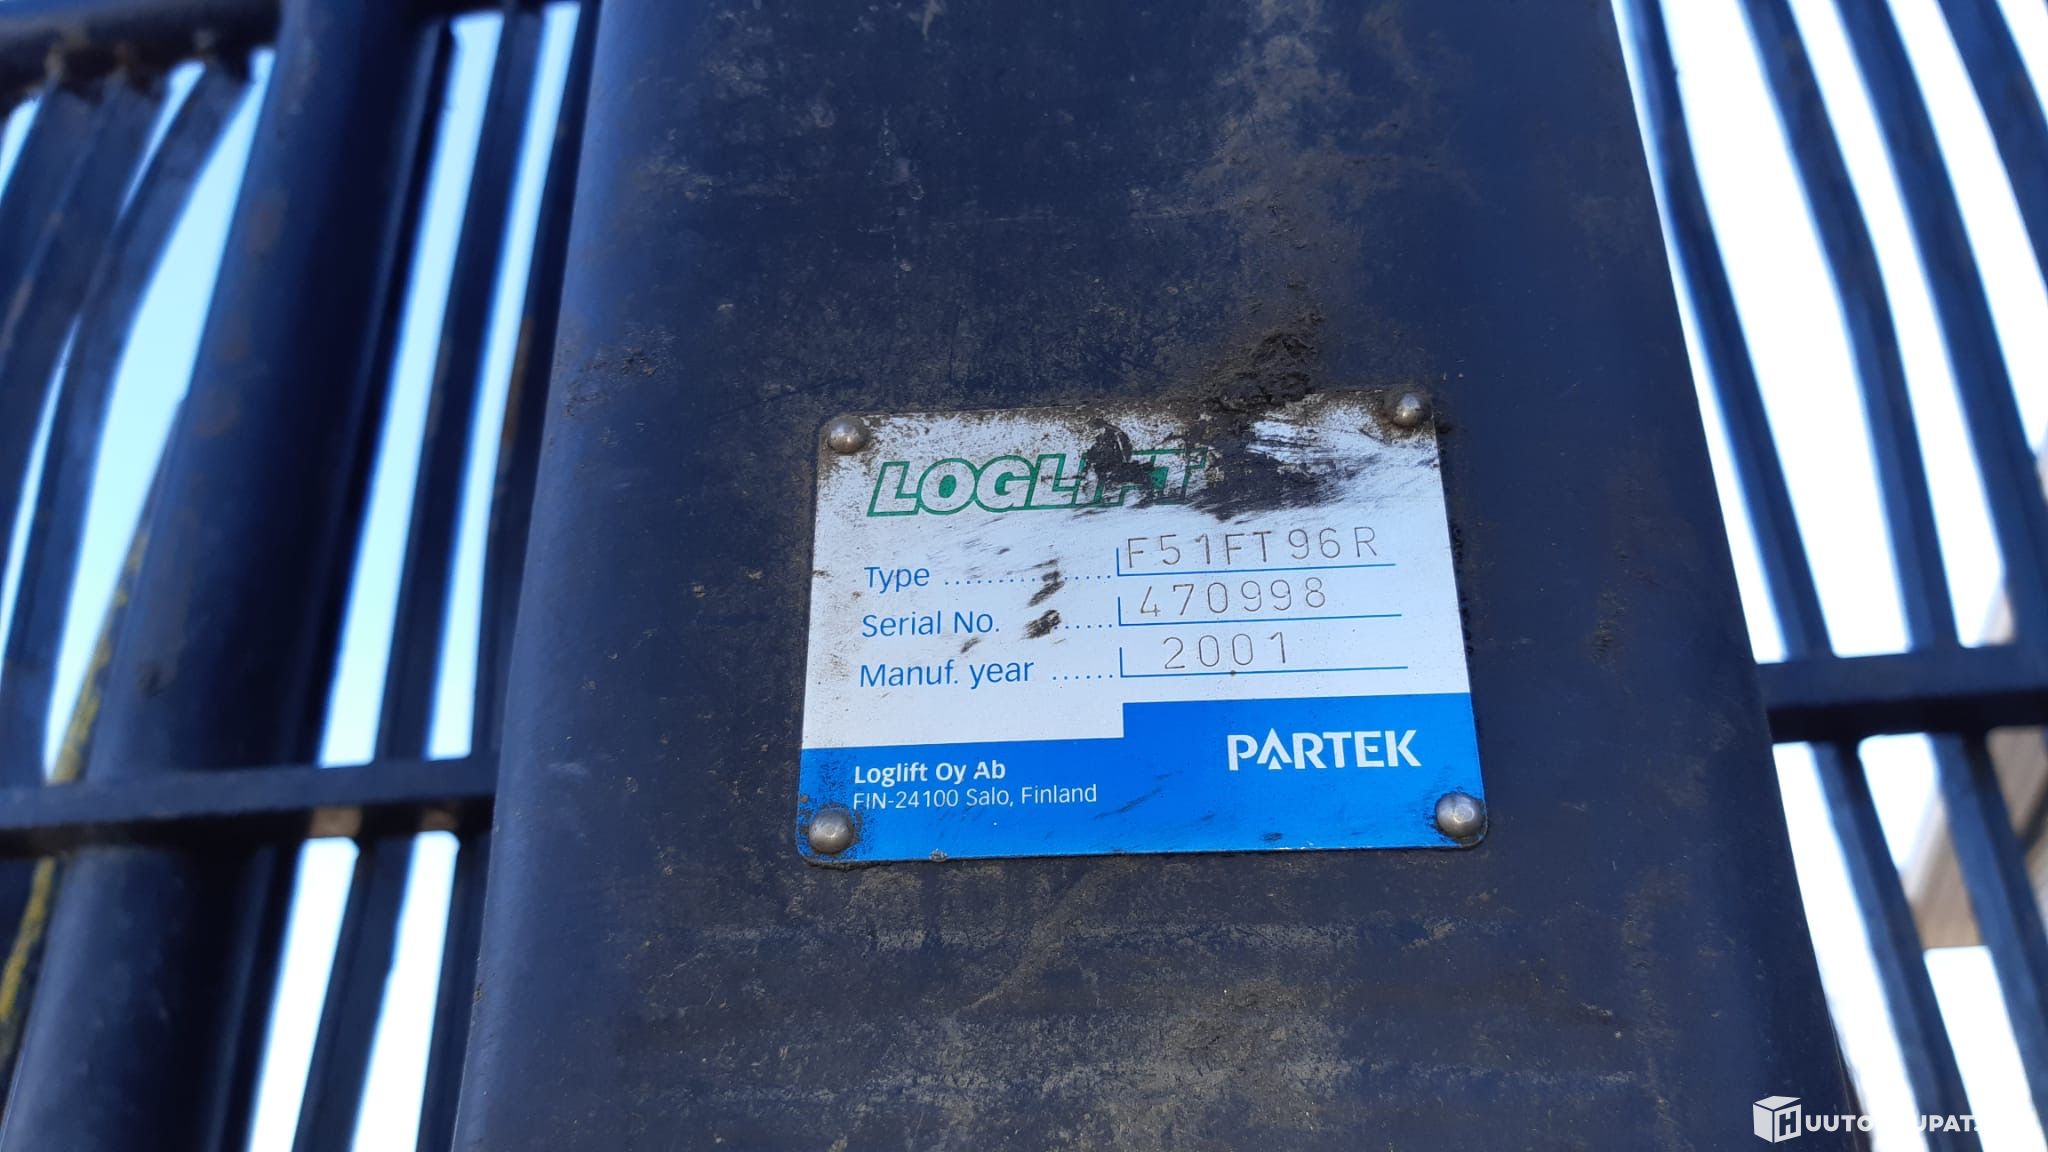 LOGLIFT
Type ................ F51FT96R
Serial No. ........ 470998
Manuf. year ...... 2001
PARTEK
Loglift Oy Ab
FIN-24100 Salo, Finland